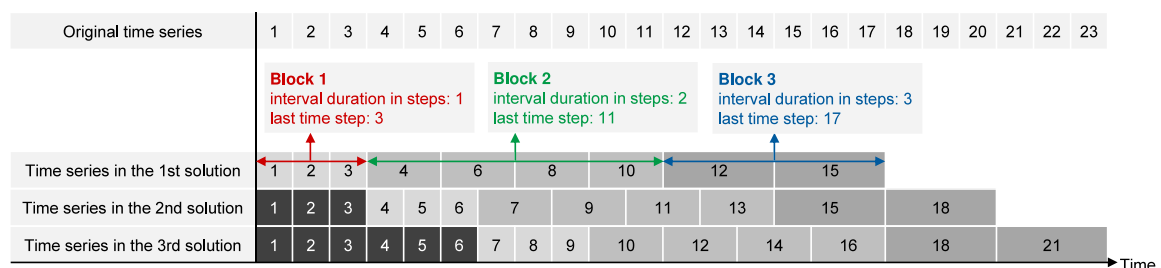 Original time series 1 2 3 4 5 6 7 8 9 10 11 12 13 14 15 16 17 18 19 20 21 22 23
Block 1
interval duration in steps: 1
last time step: 3
Block 2
interval duration in steps: 2
last time step: 11
Block 3
interval duration in steps: 3
last time step: 17
Time series in the 1st solution 1 2 3 4 6 8 10 12 15
Time series in the 2nd solution 1 2 3 4 5 6 7 9 11 13 15 18
Time series in the 3rd solution 1 2 3 4 5 6 7 8 9 10 12 14 16 18 21
Time